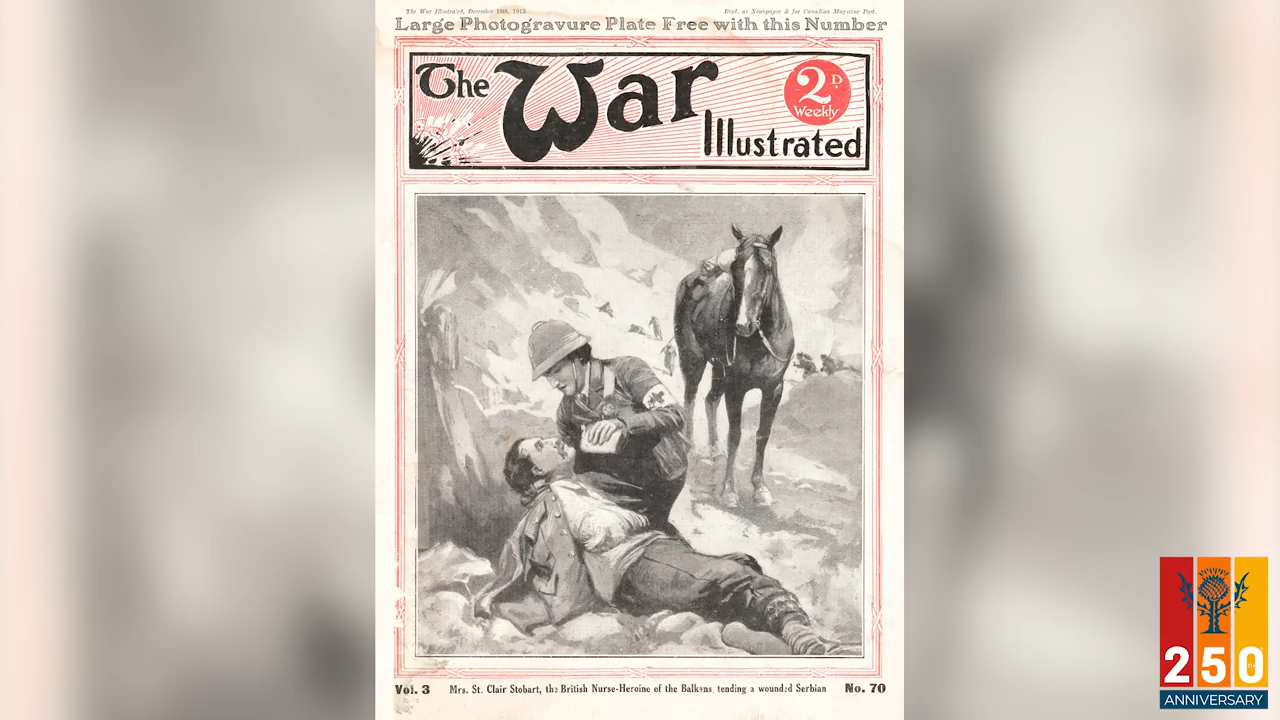 The War Illustrated, December 18th, 1915.
Regd. as Newspaper & for Canadian Magazine Post.
Large Photogravure Plate Free with this Number
The War Illustrated
2D. Weekly
Vol. 3 Mrs. St. Clair Stobart, the British Nurse-Heroine of the Balkans, tending a wounded Serbian No. 70
250th
ANNIVERSARY